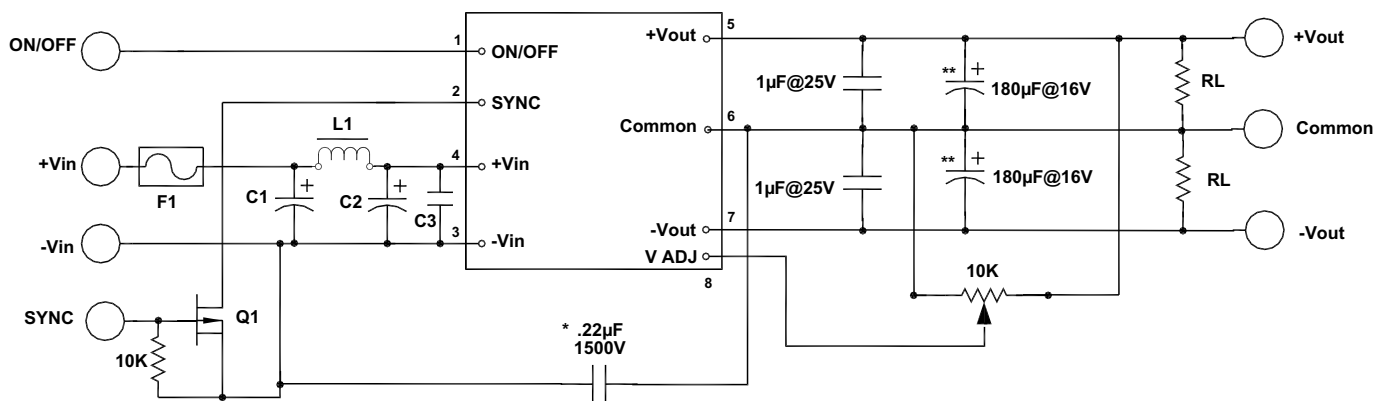 ON/OFF
1
ON/OFF
+Vout
5
+Vout
1µF@25V
**
+
180µF@16V
RL
2
SYNC
Common
6
Common
L1
+Vin
F1
4
+Vin
C1
+
C2
+
C3
1µF@25V
**
+
180µF@16V
RL
-Vin
3
-Vin
-Vout
7
-Vout
V ADJ
8
10K
SYNC
Q1
10K
* .22µF
1500V